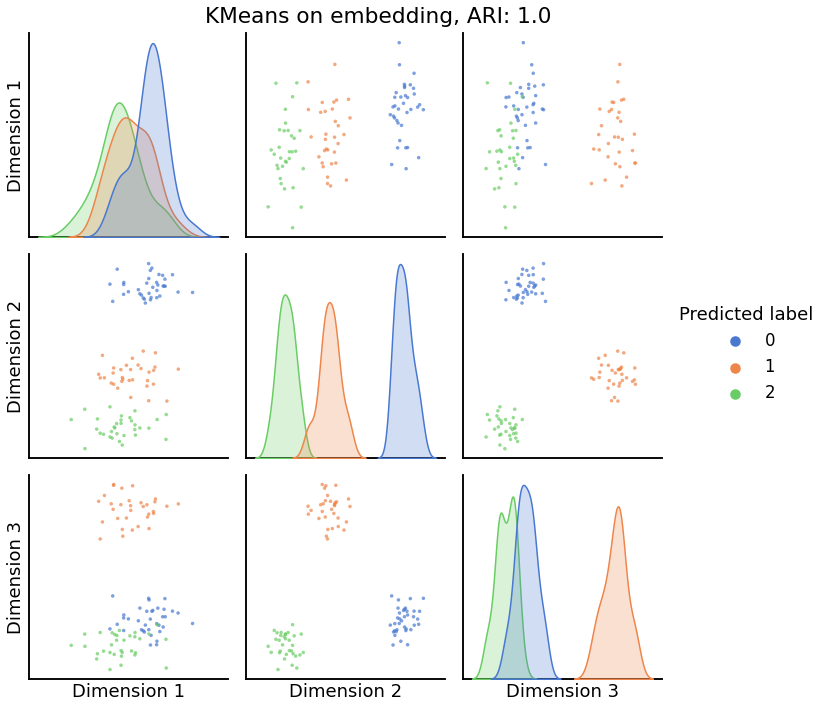 KMeans on embedding, ARI: 1.0
Dimension 1
Dimension 2
Dimension 3
Predicted label
0
1
2
Dimension 1
Dimension 2
Dimension 3